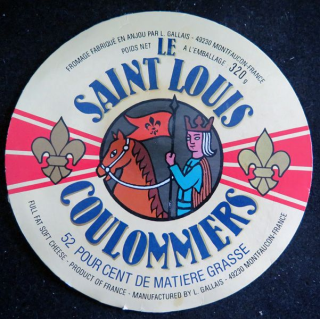 FROMAGE FABRIQUÉ EN ANJOU PAR L. GALLAIS - 49230 MONTFAUCON-FRANCE
POIDS NET A L'EMBALLAGE 320 g
LE
SAINT LOUIS
COULOMMIERS
52 POUR CENT DE MATIERE GRASSE
FULL FAT SOFT CHEESE - PRODUCT OF FRANCE - MANUFACTURED BY L. GALLAIS - 49230 MONTFAUCON-FRANCE